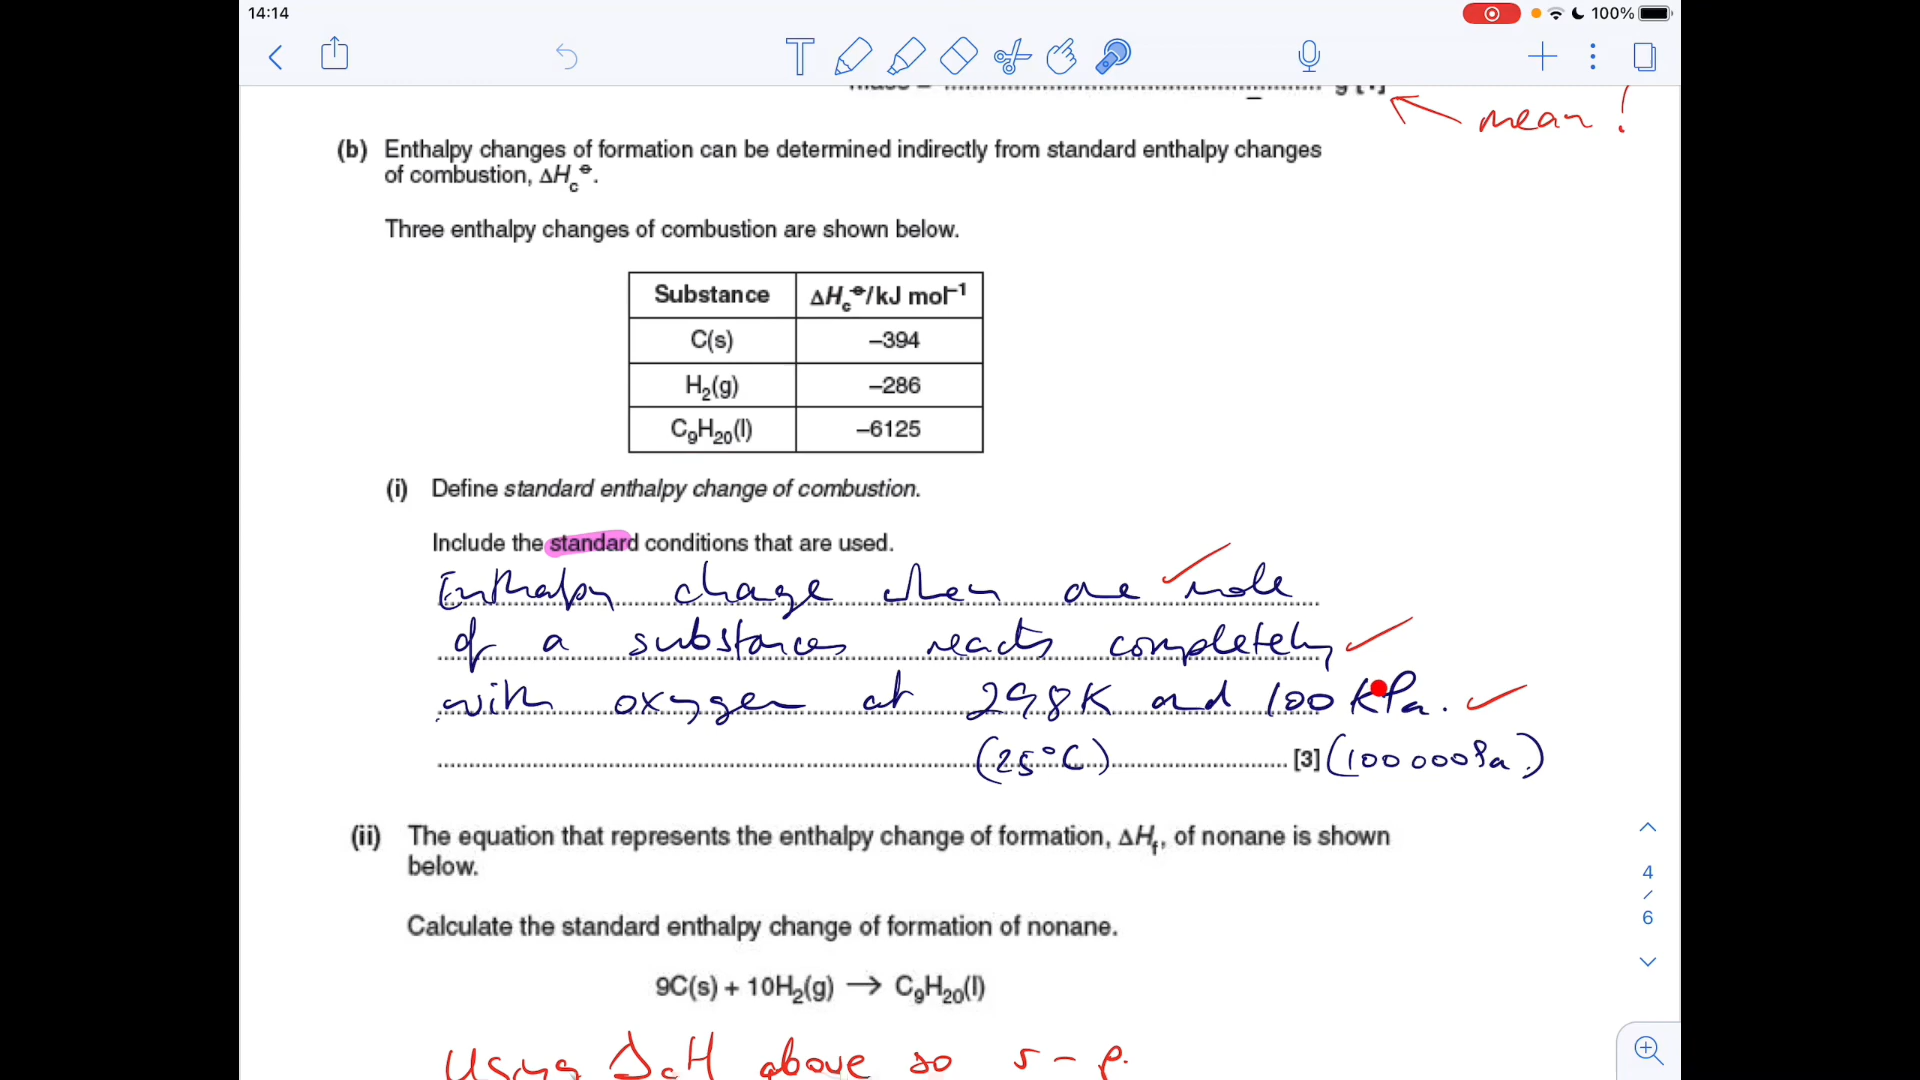 14:14
100%
T
mean !
(b) Enthalpy changes of formation can be determined indirectly from standard enthalpy changes
of combustion, ΔHc⦵.
Three enthalpy changes of combustion are shown below.
Substance ΔHc⦵/kJ mol–1
C(s) –394
H2(g) –286
C9H20(l) –6125
(i) Define standard enthalpy change of combustion.
Include the standard conditions that are used.
Enthalpy change when one mole
of a substances reacts completely
with oxygen at 298K and 100 kPa.
(25°C) [3] (100 000 Pa.)
(ii) The equation that represents the enthalpy change of formation, ΔHf, of nonane is shown
below.
4
/
6
Calculate the standard enthalpy change of formation of nonane.
9C(s) + 10H2(g) → C9H20(l)
Using ΔcH above so r – p.